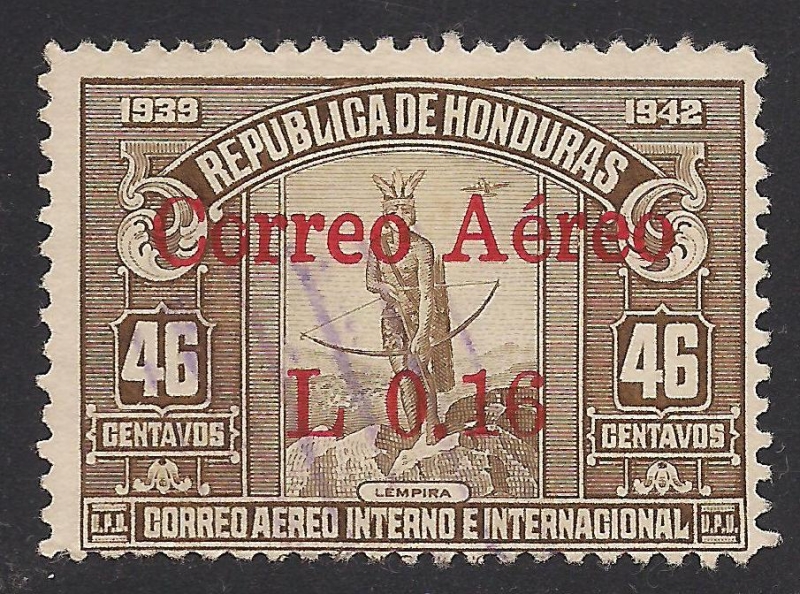 1939 1942
REPUBLICA DE HONDURAS
Correo Aéreo
46 46
CENTAVOS CENTAVOS
L 0.16
LEMPIRA
U.P.U. CORREO AEREO INTERNO E INTERNACIONAL U.P.U.